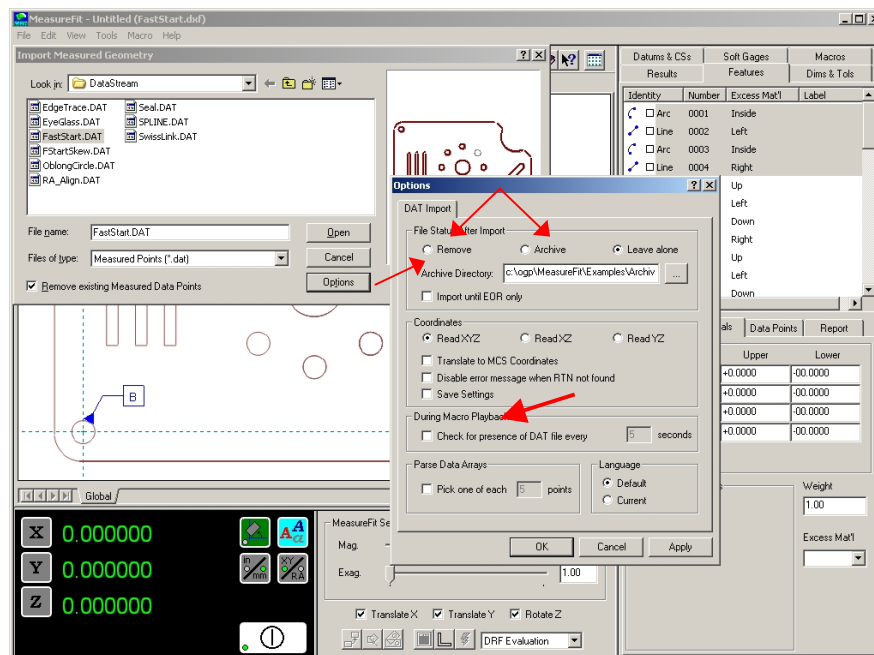 MeasureFit - Untitled (FastStart.dxf)
File Edit View Tools Macro Help
Import Measured Geometry
Look in: DataStream
EdgeTrace.DAT
EyeGlass.DAT
FastStart.DAT
FStartSkew.DAT
OblongCircle.DAT
RA_Align.DAT
Seal.DAT
SPLINE.DAT
SwissLink.DAT
File name: FastStart.DAT
Open
Files of type: Measured Points (*.dat)
Cancel
Remove existing Measured Data Points
Options
Options
DAT Import
File Status After Import
Remove Archive Leave alone
Archive Directory: c:\ogp\MeasureFit\Examples\Archiv ...
Import until EOR only
Coordinates
Read XYZ Read XZ Read YZ
Translate to MCS Coordinates
Disable error message when RTN not found
Save Settings
During Macro Playback
Check for presence of DAT file every 5 seconds
Parse Data Arrays
Pick one of each 5 points
Language
Default
Current
OK Cancel Apply
Datums & CSs Soft Gages Macros
Results Features Dims & Tols
Identity Number Excess Mat'l Label
Arc 0001 Inside
Line 0002 Left
Arc 0003 Inside
Line 0004 Right
Up
Left
Down
Right
Up
Left
Down
als Data Points Report
Upper Lower
+0.0000 -00.0000
+0.0000 -00.0000
+0.0000 -00.0000
+0.0000 -00.0000
Weight
1.00
Excess Mat'l
B
Global
X 0.000000
Y 0.000000
Z 0.000000
A A α
in mm
XY RA
MeasureFit Se
Mag.
Exag. 1.00
Translate X Translate Y Rotate Z
DRF Evaluation